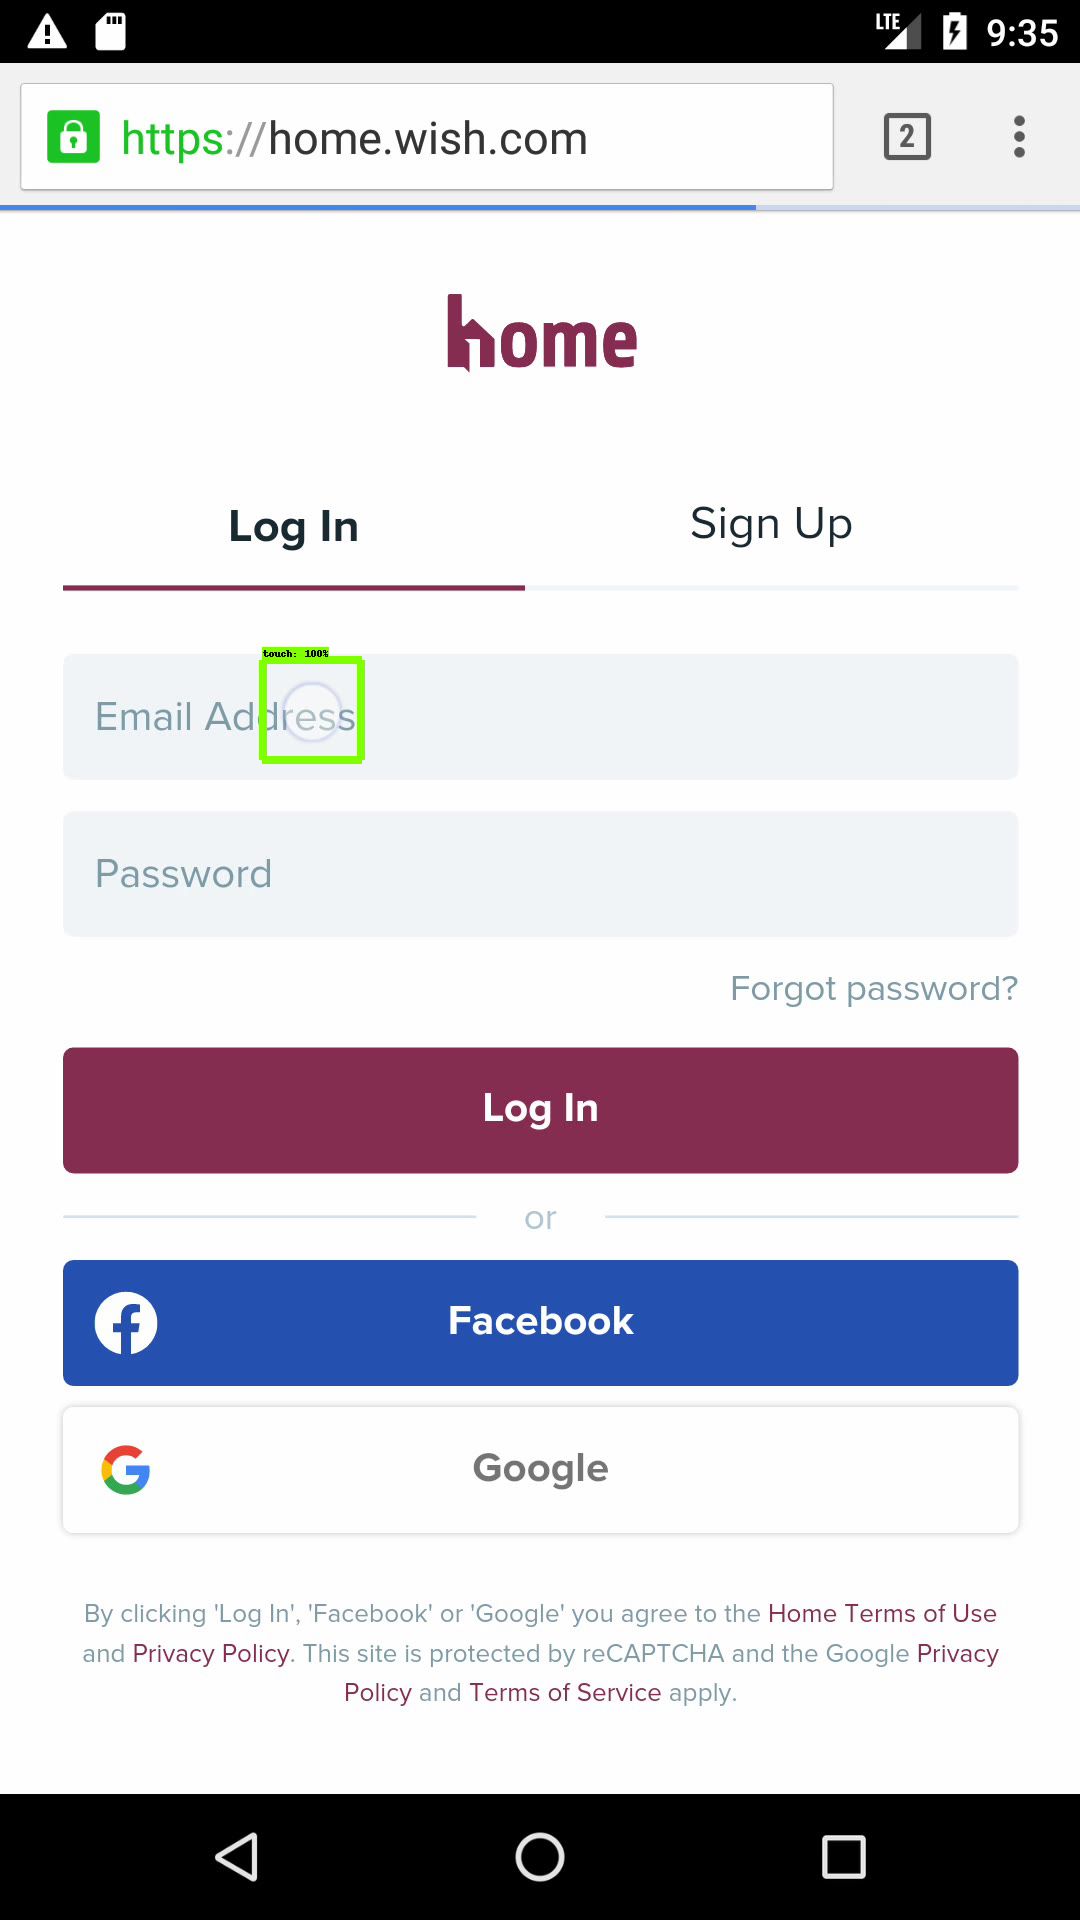 LTE 9:35
https://home.wish.com 2
home
Log In Sign Up
touch: 100%
Email Address
Password
Forgot password?
Log In
or
Facebook
Google
By clicking 'Log In', 'Facebook' or 'Google' you agree to the Home Terms of Use
and Privacy Policy. This site is protected by reCAPTCHA and the Google Privacy
Policy and Terms of Service apply.